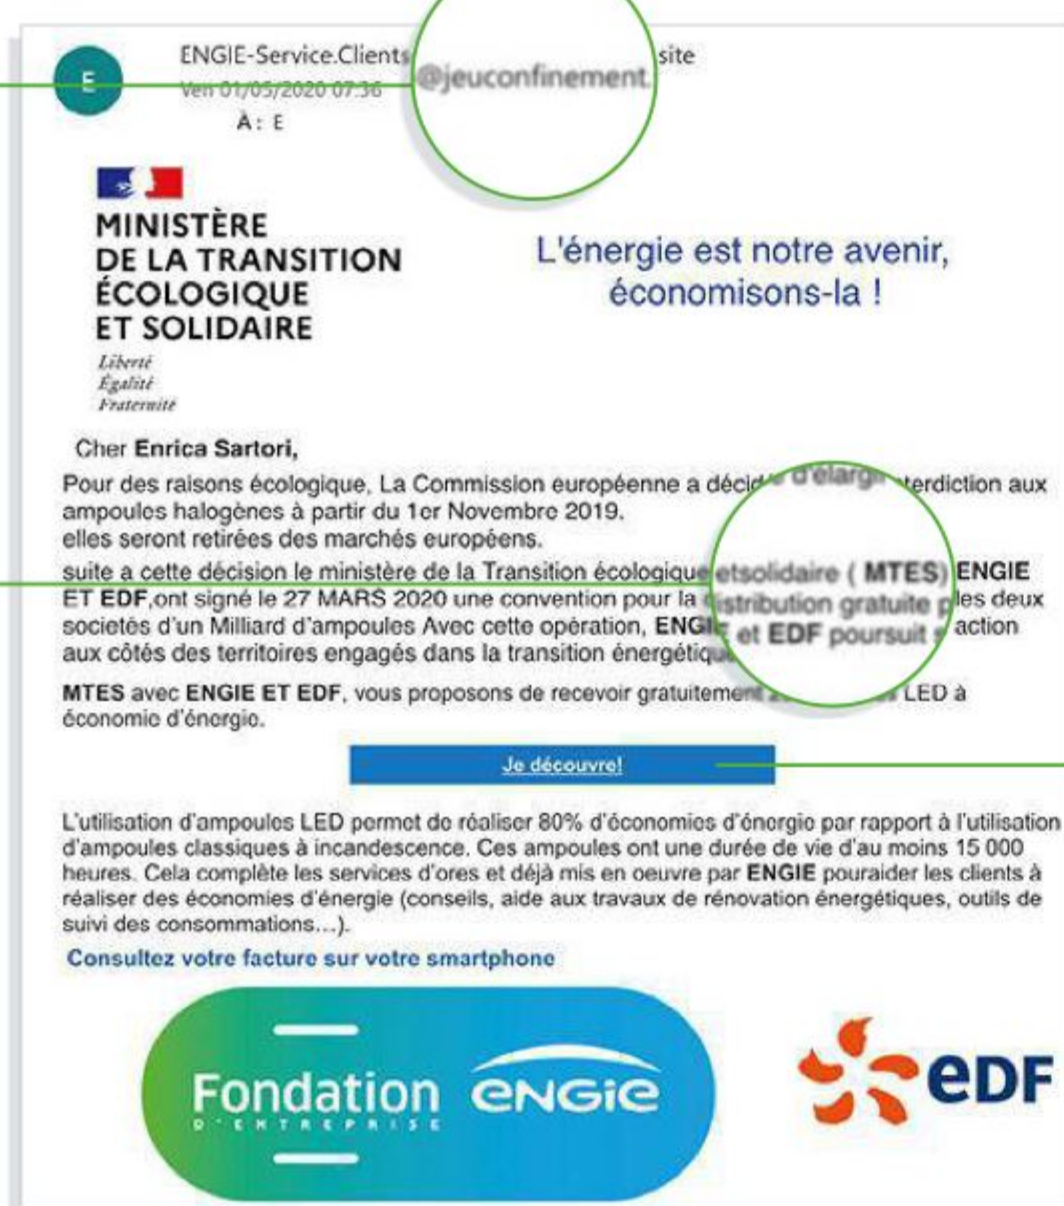 E
ENGIE-Service.Clients @jeuconfinement. site
Ven 01/05/2020 07:36
À : E
MINISTÈRE
DE LA TRANSITION
ÉCOLOGIQUE
ET SOLIDAIRE
Liberté
Égalité
Fraternité
L'énergie est notre avenir,
économisons-la !
Cher Enrica Sartori,
Pour des raisons écologique, La Commission européenne a décid d'élargir terdiction aux
ampoules halogènes à partir du 1er Novembre 2019.
elles seront retirées des marchés européens.
suite a cette décision le ministère de la Transition écologique etsolidaire ( MTES) ENGIE
ET EDF,ont signé le 27 MARS 2020 une convention pour la distribution gratuite p les deux
societés d'un Milliard d'ampoules Avec cette opération, ENGIE et EDF poursuit s action
aux côtés des territoires engagés dans la transition énergétiqu
MTES avec ENGIE ET EDF, vous proposons de recevoir gratuitement LED à
économie d'énergie.
Je découvre!
L'utilisation d'ampoules LED permet de réaliser 80% d'économies d'énergie par rapport à l'utilisation
d'ampoules classiques à incandescence. Ces ampoules ont une durée de vie d'au moins 15 000
heures. Cela complète les services d'ores et déjà mis en oeuvre par ENGIE pouraider les clients à
réaliser des économies d'énergie (conseils, aide aux travaux de rénovation énergétiques, outils de
suivi des consommations...).
Consultez votre facture sur votre smartphone
Fondation ENGIE
D'ENTREPRISE
eDF